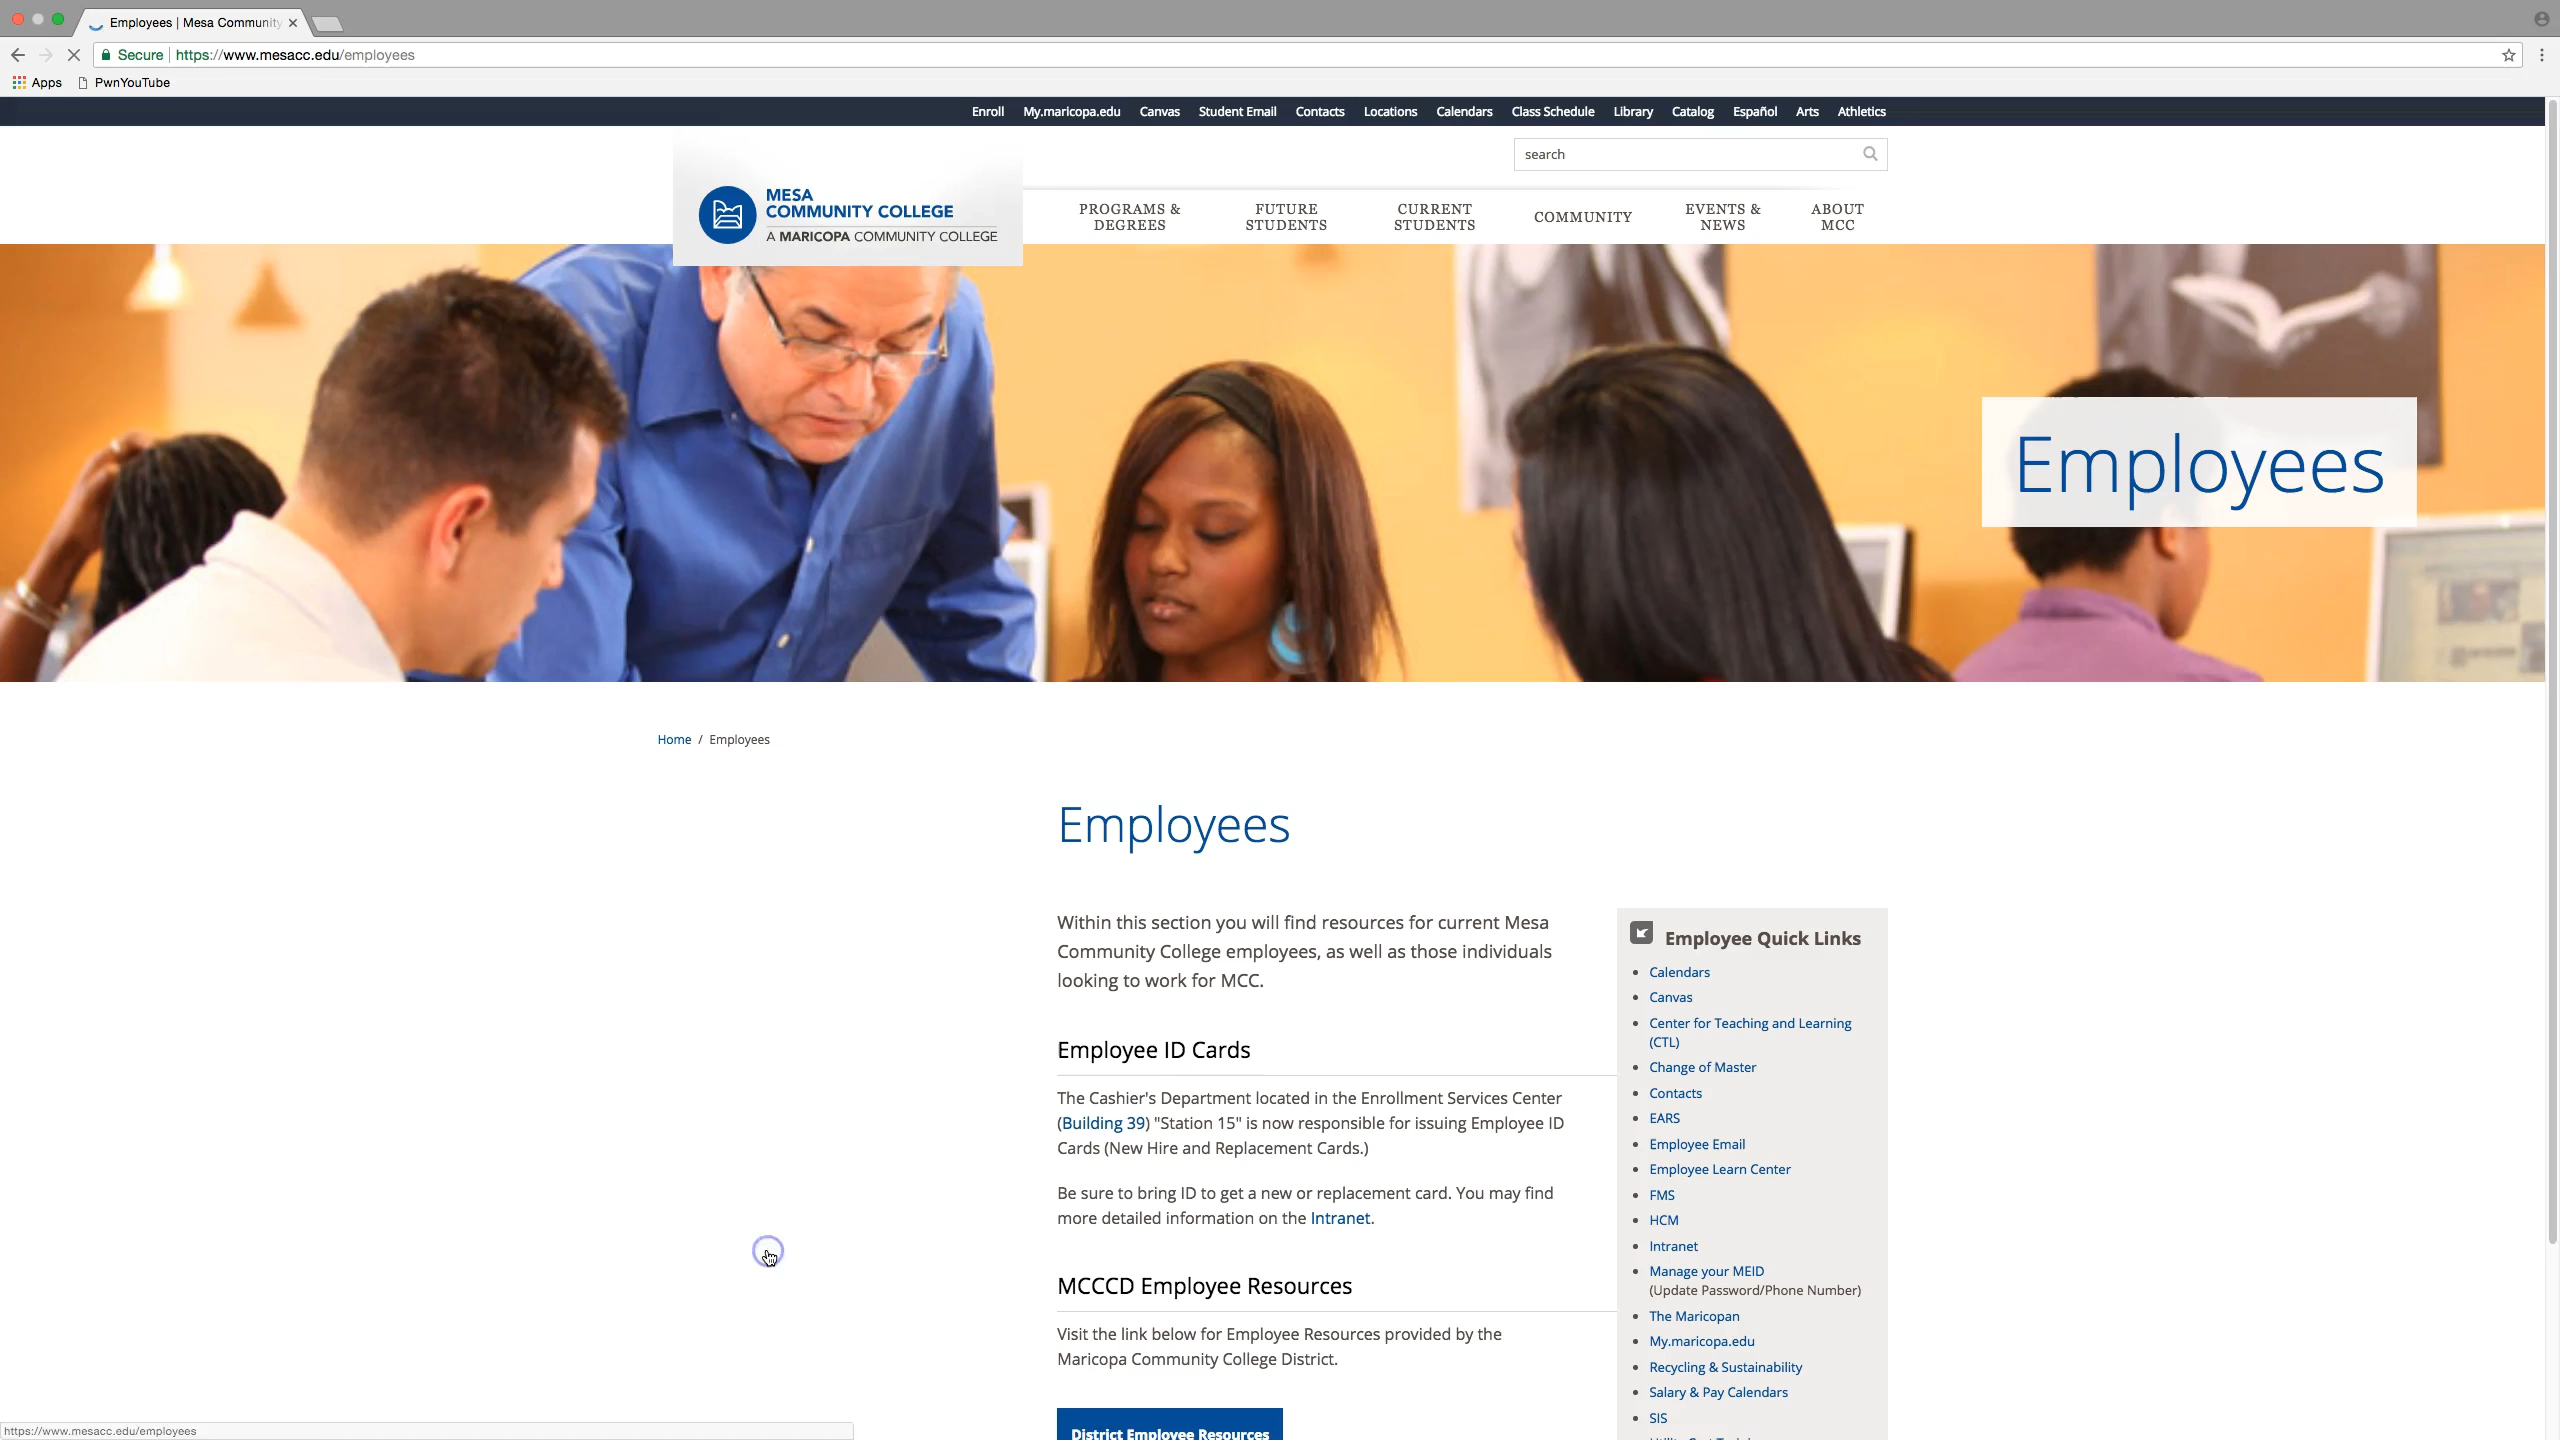 Employees | Mesa Community
Secure https://www.mesacc.edu/employees
Apps PwnYouTube
Enroll My.maricopa.edu Canvas Student Email Contacts Locations Calendars Class Schedule Library Catalog Español Arts Athletics
search
MESA
COMMUNITY COLLEGE
A MARICOPA COMMUNITY COLLEGE
PROGRAMS &
DEGREES
FUTURE
STUDENTS
CURRENT
STUDENTS
COMMUNITY
EVENTS &
NEWS
ABOUT
MCC
Employees
Home / Employees
Employees
Within this section you will find resources for current Mesa
Community College employees, as well as those individuals
looking to work for MCC.
Employee ID Cards
The Cashier's Department located in the Enrollment Services Center
(Building 39) "Station 15" is now responsible for issuing Employee ID
Cards (New Hire and Replacement Cards.)
Be sure to bring ID to get a new or replacement card. You may find
more detailed information on the Intranet.
MCCCD Employee Resources
Visit the link below for Employee Resources provided by the
Maricopa Community College District.
District Employee Resources
Employee Quick Links
Calendars
Canvas
Center for Teaching and Learning
(CTL)
Change of Master
Contacts
EARS
Employee Email
Employee Learn Center
FMS
HCM
Intranet
Manage your MEID
(Update Password/Phone Number)
The Maricopan
My.maricopa.edu
Recycling & Sustainability
Salary & Pay Calendars
SIS
https://www.mesacc.edu/employees